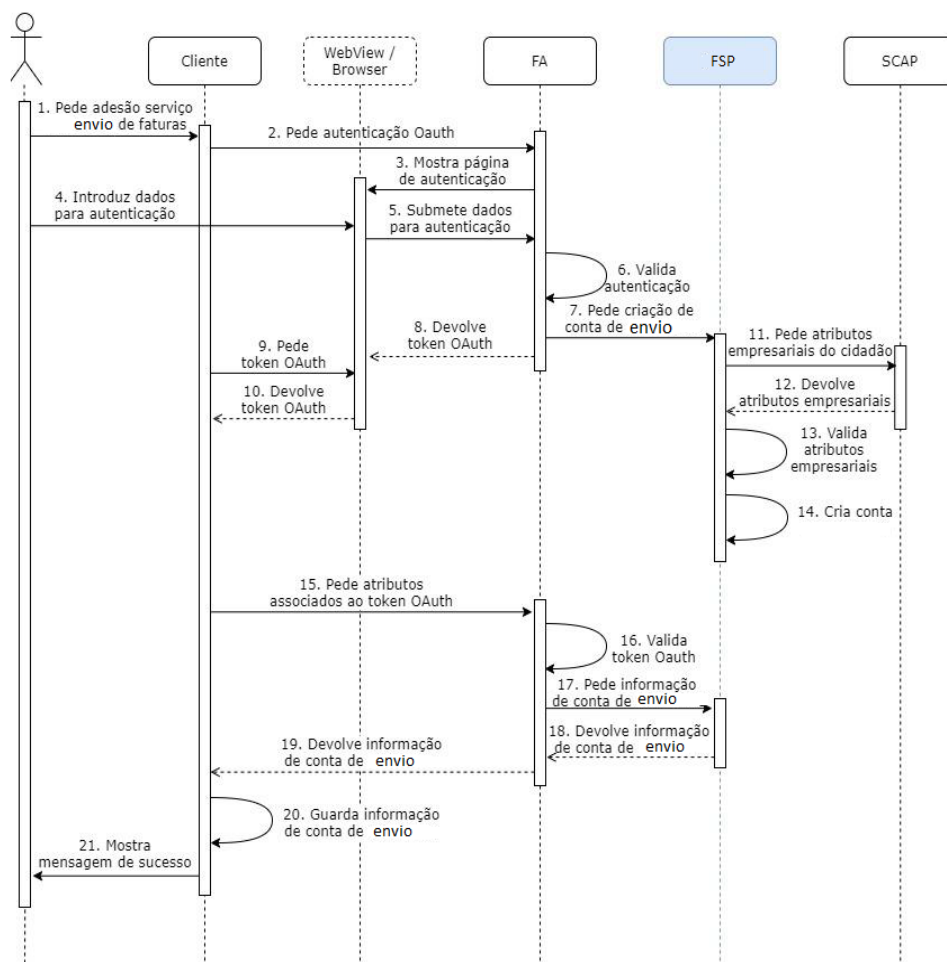 Cliente
WebView /
Browser
FA
FSP
SCAP
1. Pede adesão serviço
envio de faturas
2. Pede autenticação Oauth
3. Mostra página
de autenticação
4. Introduz dados
para autenticação
5. Submete dados
para autenticação
6. Valida
autenticação
7. Pede criação de
conta de envio
8. Devolve
token OAuth
9. Pede
token OAuth
10. Devolve
token OAuth
11. Pede atributos
empresariais do cidadão
12. Devolve
atributos empresariais
13. Valida
atributos
empresariais
14. Cria conta
15. Pede atributos
associados ao token OAuth
16. Valida
token Oauth
17. Pede informação
de conta de envio
18. Devolve informação
de conta de envio
19. Devolve informação
de conta de envio
20. Guarda informação
de conta de envio
21. Mostra
mensagem de sucesso